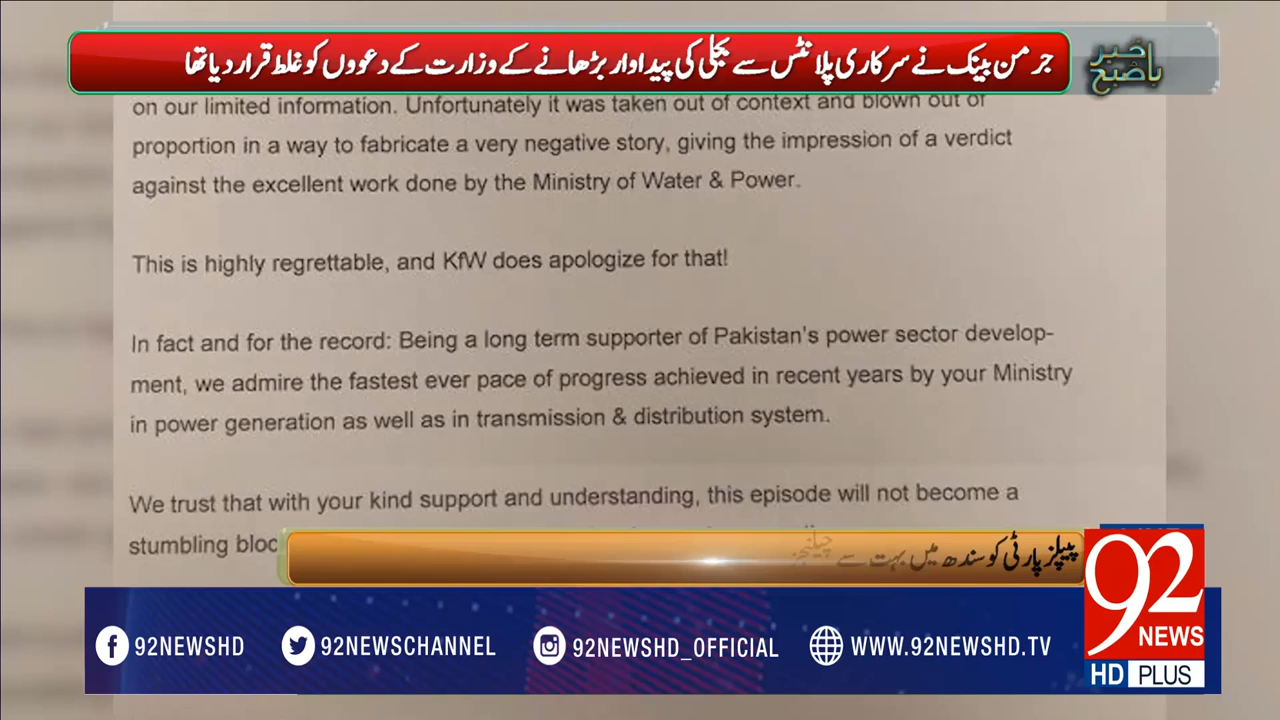 جرمن بینک نے سرکاری پلانٹس سے بجلی کی پیداوار بڑھانے کے وزارت کے دعووں کو غلط قرار دیا تھا
باخبر صبح
on our limited information. Unfortunately it was taken out of context and blown out of
proportion in a way to fabricate a very negative story, giving the impression of a verdict
against the excellent work done by the Ministry of Water & Power.
This is highly regrettable, and KfW does apologize for that!
In fact and for the record: Being a long term supporter of Pakistan's power sector develop-
ment, we admire the fastest ever pace of progress achieved in recent years by your Ministry
in power generation as well as in transmission & distribution system.
We trust that with your kind support and understanding, this episode will not become a
stumbling bloc
پیپلز پارٹی کو سندھ میں بہت سے چیلنجز
92
NEWS
HD PLUS
92NEWSHD
92NEWSCHANNEL
92NEWSHD_OFFICIAL
WWW.92NEWSHD.TV